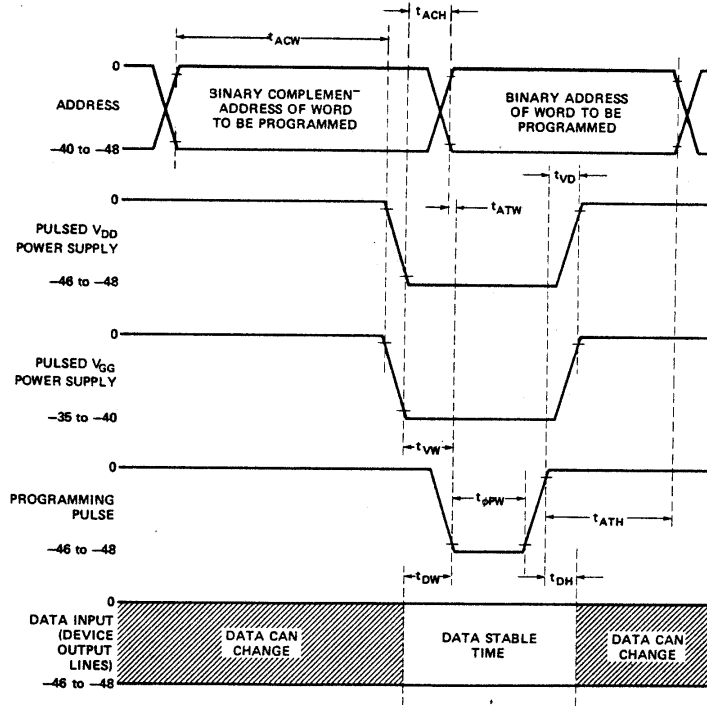 tACH
tACW
0
ADDRESS
-40 to -48
BINARY COMPLEMENT
ADDRESS OF WORD
TO BE PROGRAMMED
BINARY ADDRESS
OF WORD TO BE
PROGRAMMED
tVD
tATW
0
PULSED VDD
POWER SUPPLY
-46 to -48
0
PULSED VGG
POWER SUPPLY
-35 to -40
tVW
0
PROGRAMMING
PULSE
-46 to -48
tφPW
tATH
tDW
tDH
0
DATA INPUT
(DEVICE
OUTPUT
LINES)
-46 to -48
DATA CAN
CHANGE
DATA STABLE
TIME
DATA CAN
CHANGE